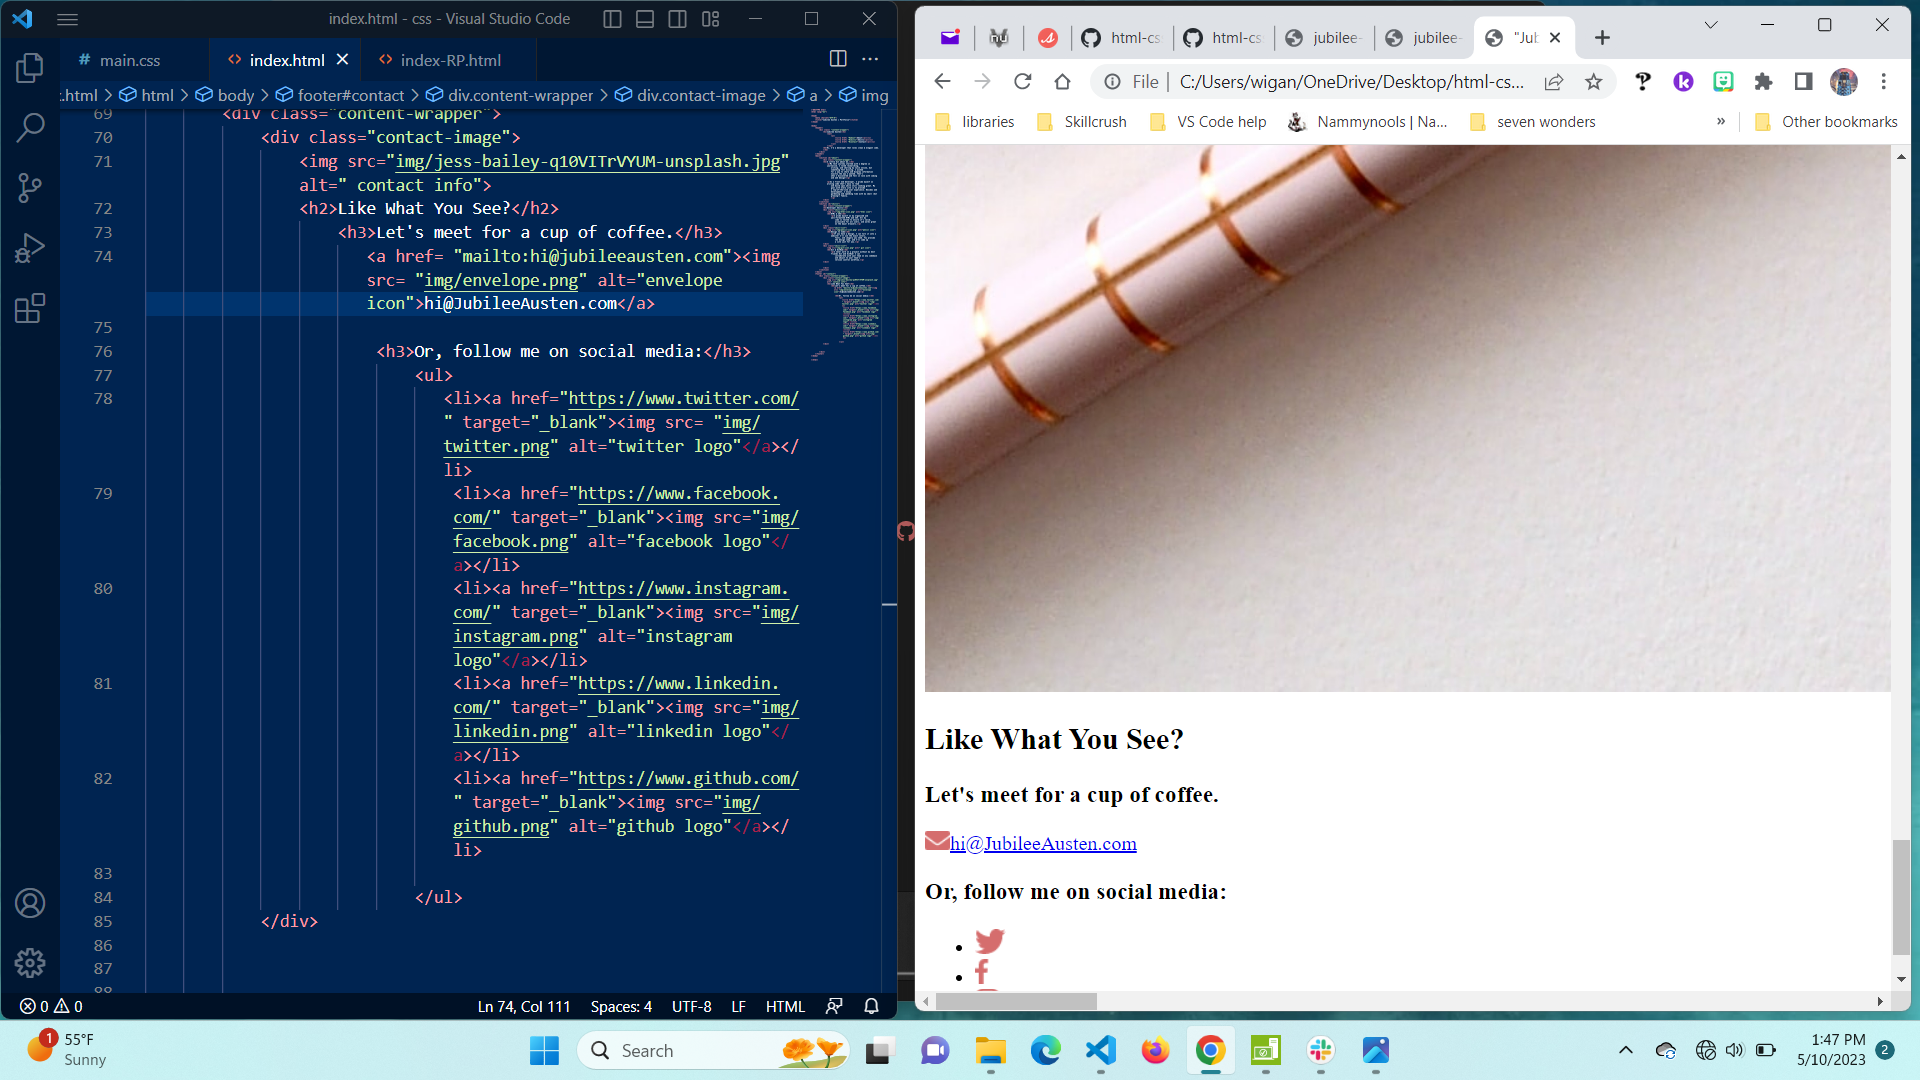 index.html - css - Visual Studio Code
# main.css
<> index.html
<> index-RP.html
.html > html > body > footer#contact > div.content-wrapper > div.contact-image > a > img
69 <div class="content-wrapper">
70 <div class="contact-image">
71 <img src="img/jess-bailey-q10VITrVYUM-unsplash.jpg"
alt=" contact info">
72 <h2>Like What You See?</h2>
73 <h3>Let's meet for a cup of coffee.</h3>
74 <a href= "mailto:hi@jubileeausten.com"><img
src= "img/envelope.png" alt="envelope
icon">hi@JubileeAusten.com</a>
75
76 <h3>Or, follow me on social media:</h3>
77 <ul>
78 <li><a href="https://www.twitter.com/
" target="_blank"><img src= "img/
twitter.png" alt="twitter logo"</a></
li>
79 <li><a href="https://www.facebook.
com/" target="_blank"><img src="img/
facebook.png" alt="facebook logo"</
a></li>
80 <li><a href="https://www.instagram.
com/" target="_blank"><img src="img/
instagram.png" alt="instagram
logo"</a></li>
81 <li><a href="https://www.linkedin.
com/" target="_blank"><img src="img/
linkedin.png" alt="linkedin logo"</
a></li>
82 <li><a href="https://www.github.com/
" target="_blank"><img src="img/
github.png" alt="github logo"</a></
li>
83
84 </ul>
85 </div>
86
87
88
0 0
Ln 74, Col 111 Spaces: 4 UTF-8 LF HTML
html-cs
html-cs
jubilee-
jubilee-
"Jub
File | C:/Users/wigan/OneDrive/Desktop/html-cs...
libraries
Skillcrush
VS Code help
Nammynools | Na...
seven wonders
»
Other bookmarks
Like What You See?
Let's meet for a cup of coffee.
hi@JubileeAusten.com
Or, follow me on social media:
1
55°F
Sunny
Search
1:47 PM
5/10/2023
2